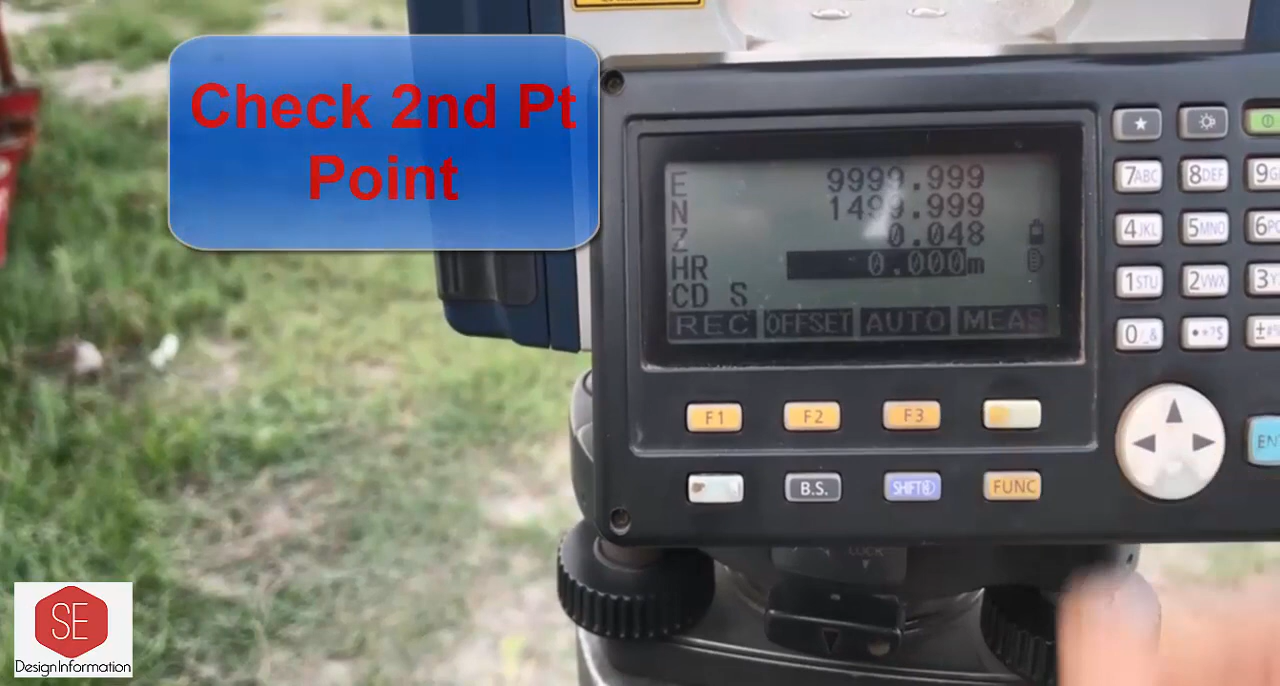 Check 2nd Pt
Point
E 9999.999
N 1499.999
Z 0.048
HR 0.000m
CD S
REC OFFSET AUTO MEAS
7ABC 8DEF
4JKL 5MNO
1STU 2VWX
F1 F2 F3
B.S. SHIFT FUNC
LOCK
SE
Design Information